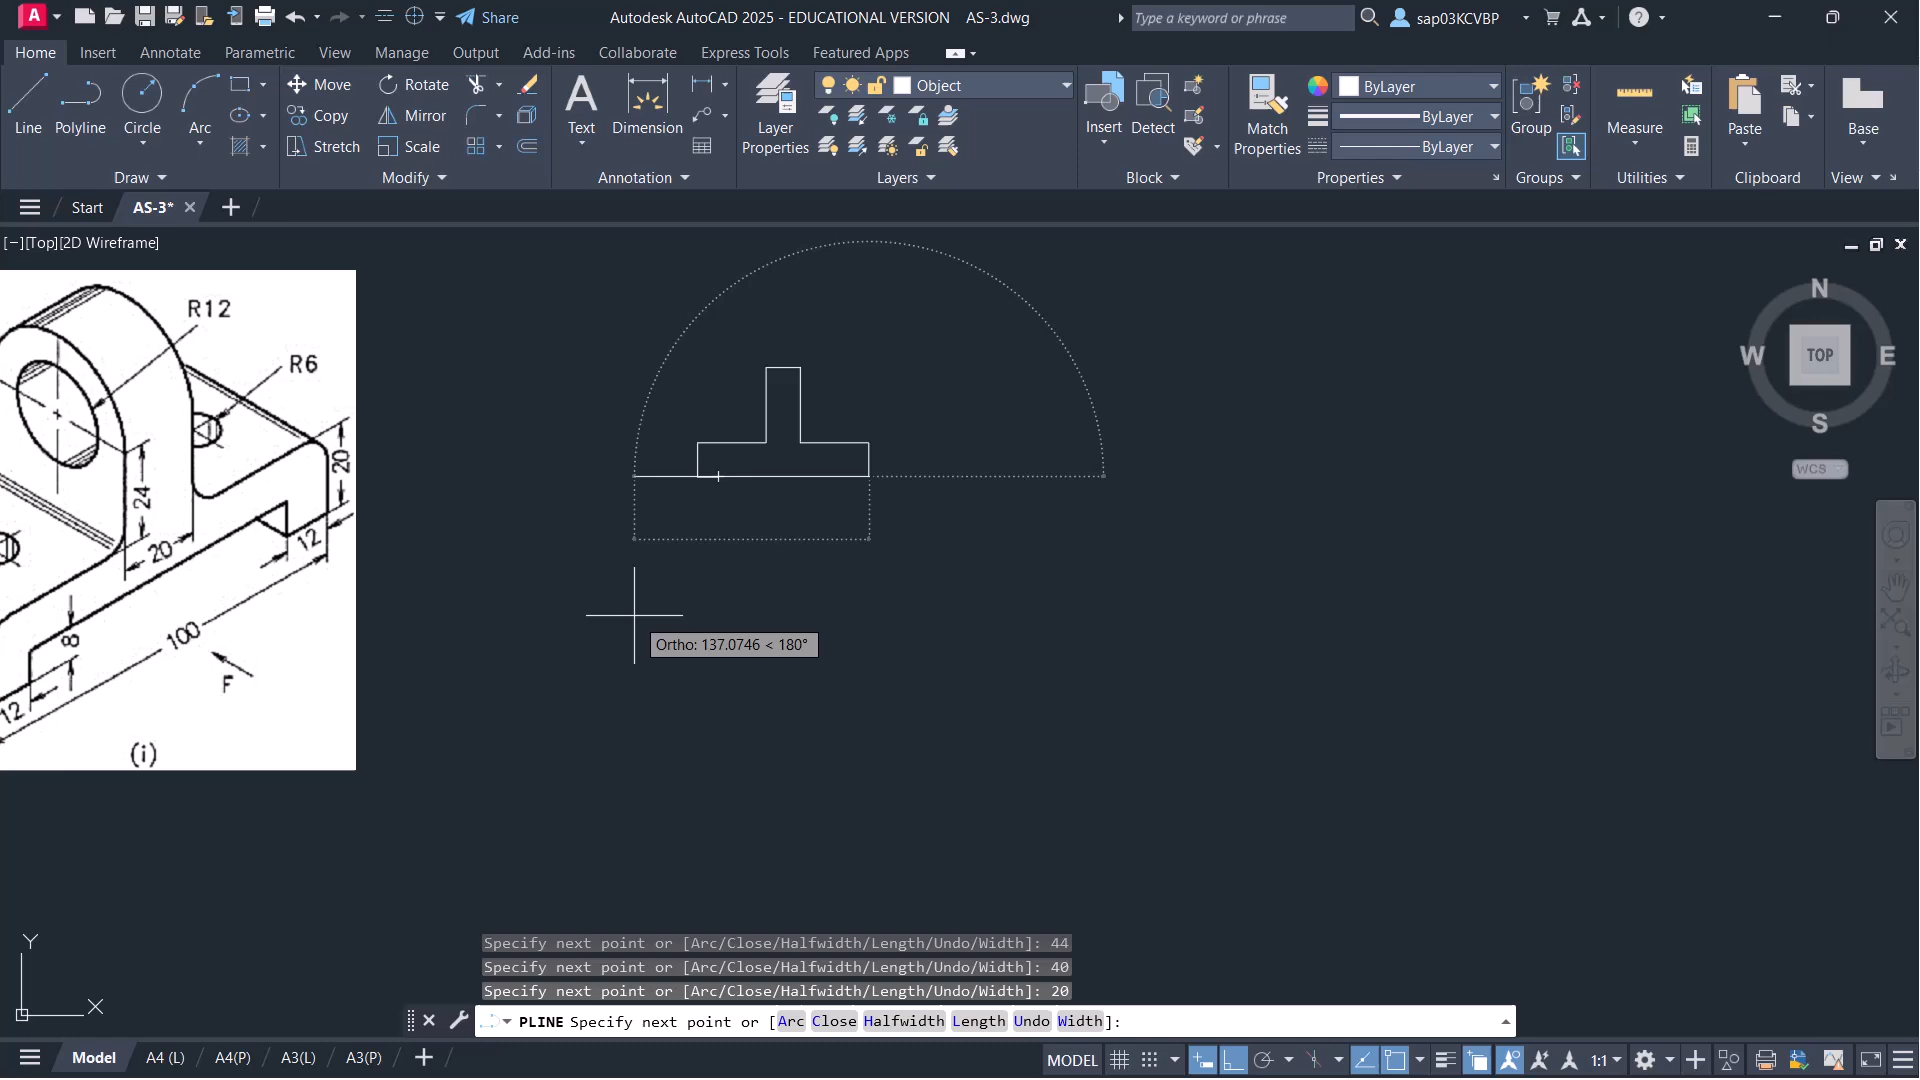 A
Share
Autodesk AutoCAD 2025 - EDUCATIONAL VERSION AS-3.dwg
Type a keyword or phrase
sap03KCVBP
Home Insert Annotate Parametric View Manage Output Add-ins Collaborate Express Tools Featured Apps
Line Polyline Circle Arc
Move Rotate
Copy Mirror
Stretch Scale
A
Text Dimension
Layer
Properties
Object
Insert Detect
Match
Properties
ByLayer
ByLayer
ByLayer
Group
Measure
Paste
Base
Draw Modify Annotation Layers Block Properties Groups Utilities Clipboard View
Start AS-3*
[−][Top][2D Wireframe]
R12
R6
24
20
20
12
8
100
F
12
(i)
Ortho: 137.0746 < 180°
N
W TOP E
S
WCS
Y
X
Specify next point or [Arc/Close/Halfwidth/Length/Undo/Width]: 44
Specify next point or [Arc/Close/Halfwidth/Length/Undo/Width]: 40
Specify next point or [Arc/Close/Halfwidth/Length/Undo/Width]: 20
PLINE Specify next point or [Arc Close Halfwidth Length Undo Width]:
Model A4 (L) A4(P) A3(L) A3(P)
MODEL 1:1